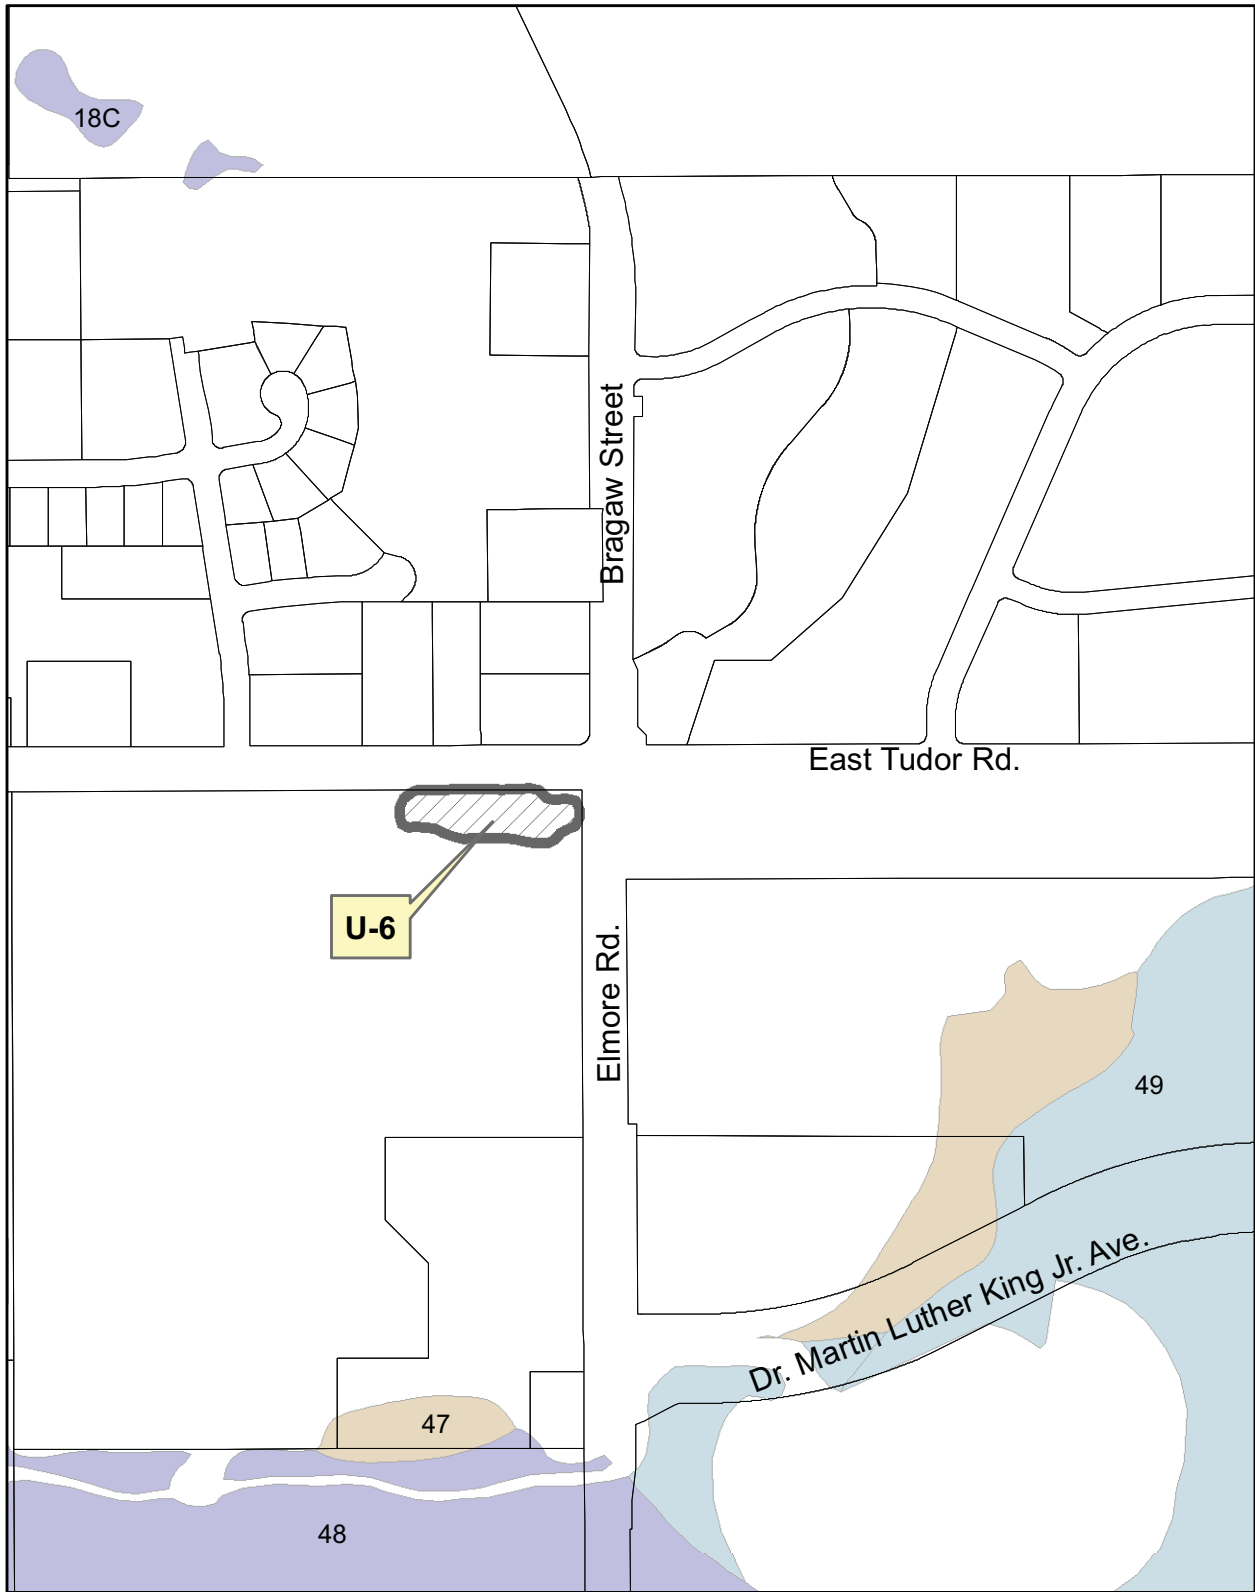 18C
Bragaw Street
East Tudor Rd.
U-6
Elmore Rd.
49
Dr. Martin Luther King Jr. Ave.
47
48